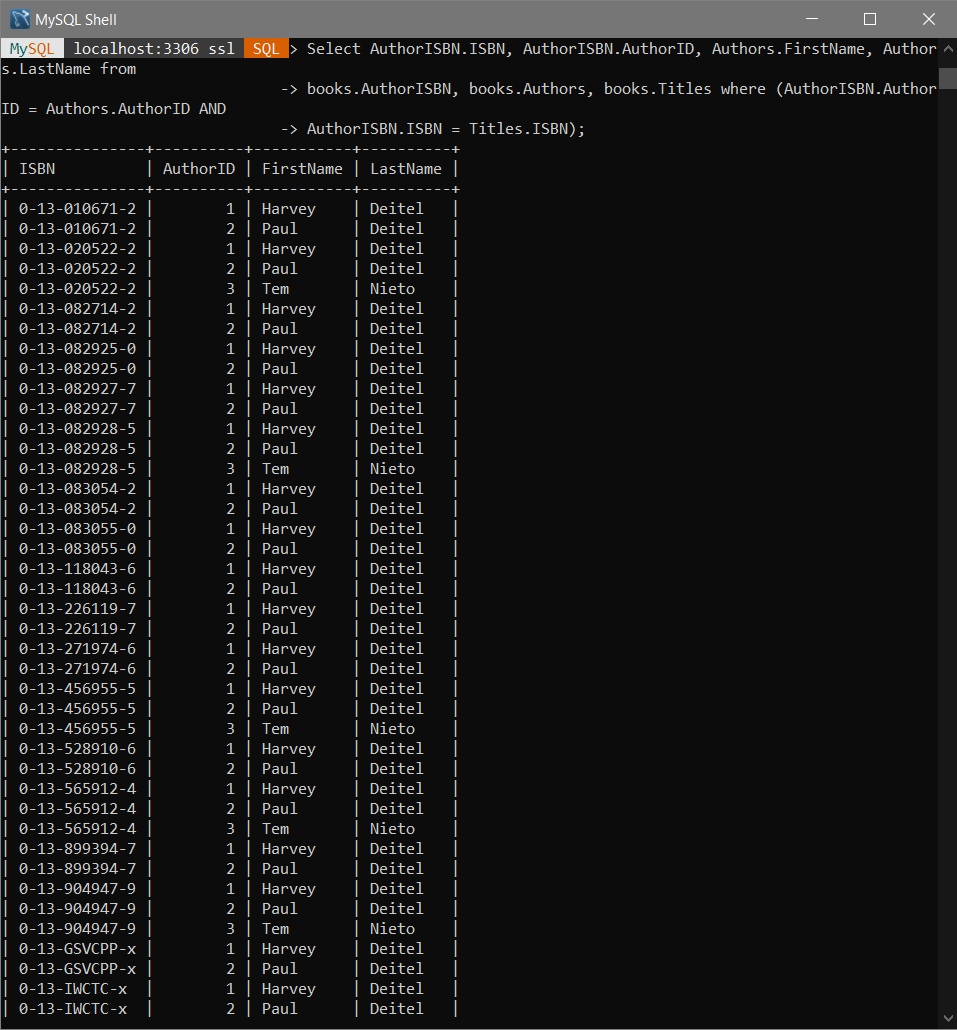 MySQL Shell
MySQL localhost:3306 ssl SQL > Select AuthorISBN.ISBN, AuthorISBN.AuthorID, Authors.FirstName, Author
s.LastName from
-> books.AuthorISBN, books.Authors, books.Titles where (AuthorISBN.Author
ID = Authors.AuthorID AND
-> AuthorISBN.ISBN = Titles.ISBN);
+---------------+----------+-----------+----------+
| ISBN          | AuthorID | FirstName | LastName |
+---------------+----------+-----------+----------+
| 0-13-010671-2 |        1 | Harvey    | Deitel   |
| 0-13-010671-2 |        2 | Paul      | Deitel   |
| 0-13-020522-2 |        1 | Harvey    | Deitel   |
| 0-13-020522-2 |        2 | Paul      | Deitel   |
| 0-13-020522-2 |        3 | Tem       | Nieto    |
| 0-13-082714-2 |        1 | Harvey    | Deitel   |
| 0-13-082714-2 |        2 | Paul      | Deitel   |
| 0-13-082925-0 |        1 | Harvey    | Deitel   |
| 0-13-082925-0 |        2 | Paul      | Deitel   |
| 0-13-082927-7 |        1 | Harvey    | Deitel   |
| 0-13-082927-7 |        2 | Paul      | Deitel   |
| 0-13-082928-5 |        1 | Harvey    | Deitel   |
| 0-13-082928-5 |        2 | Paul      | Deitel   |
| 0-13-082928-5 |        3 | Tem       | Nieto    |
| 0-13-083054-2 |        1 | Harvey    | Deitel   |
| 0-13-083054-2 |        2 | Paul      | Deitel   |
| 0-13-083055-0 |        1 | Harvey    | Deitel   |
| 0-13-083055-0 |        2 | Paul      | Deitel   |
| 0-13-118043-6 |        1 | Harvey    | Deitel   |
| 0-13-118043-6 |        2 | Paul      | Deitel   |
| 0-13-226119-7 |        1 | Harvey    | Deitel   |
| 0-13-226119-7 |        2 | Paul      | Deitel   |
| 0-13-271974-6 |        1 | Harvey    | Deitel   |
| 0-13-271974-6 |        2 | Paul      | Deitel   |
| 0-13-456955-5 |        1 | Harvey    | Deitel   |
| 0-13-456955-5 |        2 | Paul      | Deitel   |
| 0-13-456955-5 |        3 | Tem       | Nieto    |
| 0-13-528910-6 |        1 | Harvey    | Deitel   |
| 0-13-528910-6 |        2 | Paul      | Deitel   |
| 0-13-565912-4 |        1 | Harvey    | Deitel   |
| 0-13-565912-4 |        2 | Paul      | Deitel   |
| 0-13-565912-4 |        3 | Tem       | Nieto    |
| 0-13-899394-7 |        1 | Harvey    | Deitel   |
| 0-13-899394-7 |        2 | Paul      | Deitel   |
| 0-13-904947-9 |        1 | Harvey    | Deitel   |
| 0-13-904947-9 |        2 | Paul      | Deitel   |
| 0-13-904947-9 |        3 | Tem       | Nieto    |
| 0-13-GSVCPP-x |        1 | Harvey    | Deitel   |
| 0-13-GSVCPP-x |        2 | Paul      | Deitel   |
| 0-13-IWCTC-x  |        1 | Harvey    | Deitel   |
| 0-13-IWCTC-x  |        2 | Paul      | Deitel   |